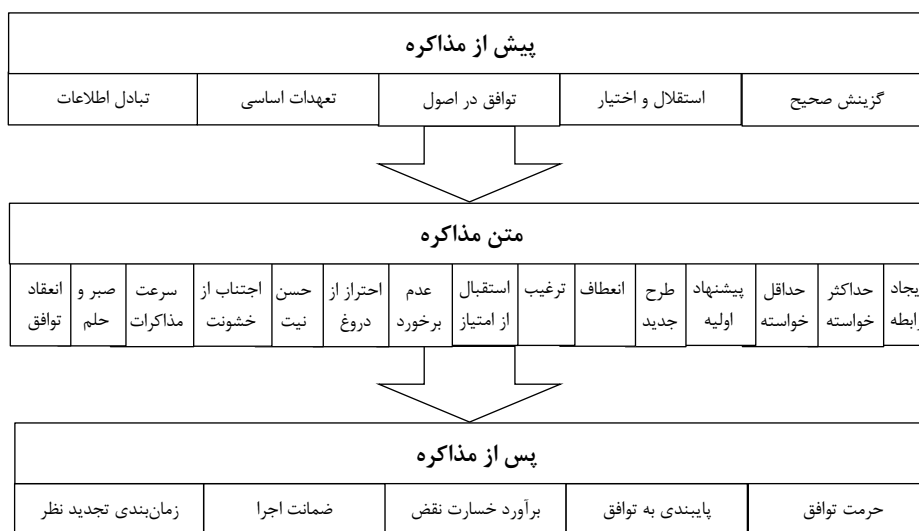 پیش از مذاکره
گزینش صحیح
استقلال و اختیار
توافق در اصول
تعهدات اساسی
تبادل اطلاعات
متن مذاکره
یجاد
رابطه
حداکثر
خواسته
حداقل
خواسته
پیشنهاد
اولیه
طرح
جدید
انعطاف
ترغیب
استقبال
از امتیاز
عدم
برخورد
احتراز از
دروغ
حسن
نیت
اجتناب از
خشونت
سرعت
مذاکرات
صبر و
حلم
انعقاد
توافق
پس از مذاکره
حرمت توافق
پایبندی به توافق
برآورد خسارت نقض
ضمانت اجرا
زمان‌بندی تجدید نظر